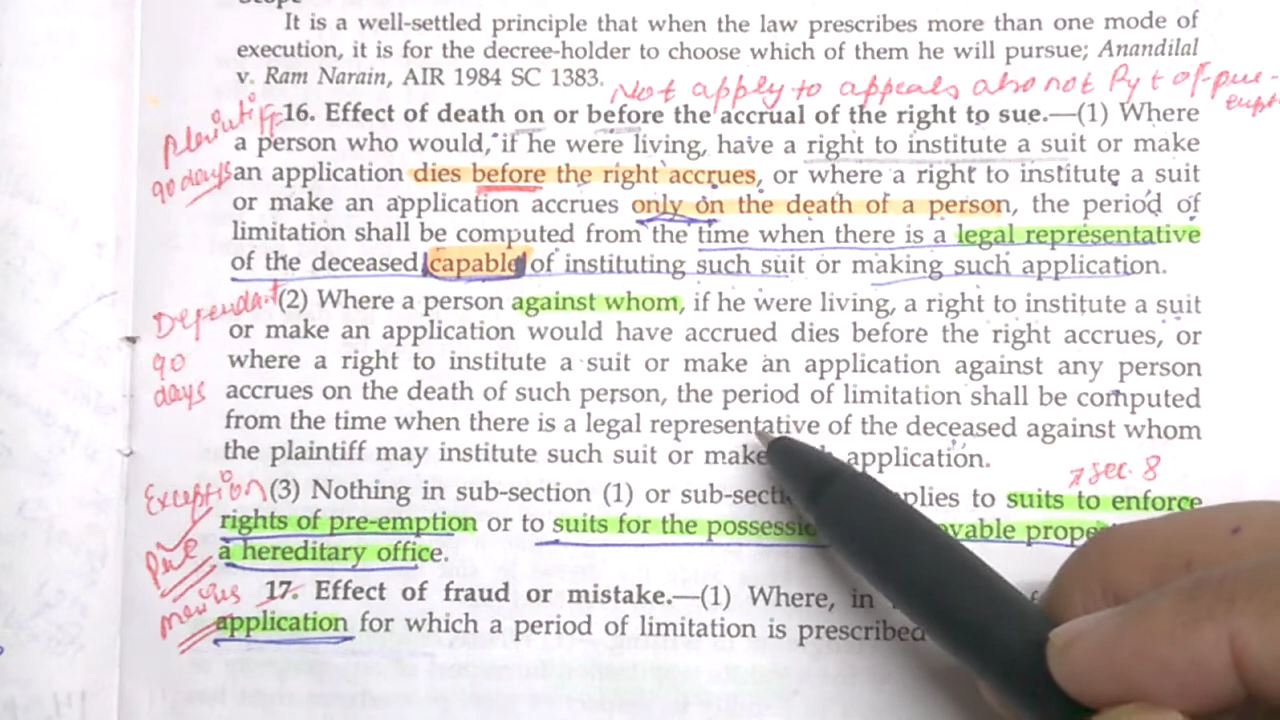 Scope
It is a well-settled principle that when the law prescribes more than one mode of
execution, it is for the decree-holder to choose which of them he will pursue; Anandilal
v. Ram Narain, AIR 1984 SC 1383.
Not apply to appeals also not
16. Effect of death on or before the accrual of the right to sue.—(1) Where
a person who would, if he were living, have a right to institute a suit or make
90 days
an application dies before the right accrues, or where a right to institute a suit
or make an application accrues only on the death of a person, the period of
limitation shall be computed from the time when there is a legal representative
of the deceased capable of instituting such suit or making such application.
(2) Where a person against whom, if he were living, a right to institute a suit
or make an application would have accrued dies before the right accrues, or
90
where a right to institute a suit or make an application against any person
days
accrues on the death of such person, the period of limitation shall be computed
from the time when there is a legal representative of the deceased against whom
the plaintiff may institute such suit or make application.
sec. 8
Exception
(3) Nothing in sub-section (1) or to suits to enforce
rights of pre-emption or to suits for the
a hereditary office.
17. Effect of fraud or mistake.—(1) Where, in
application for which a period of limitation is prescribed